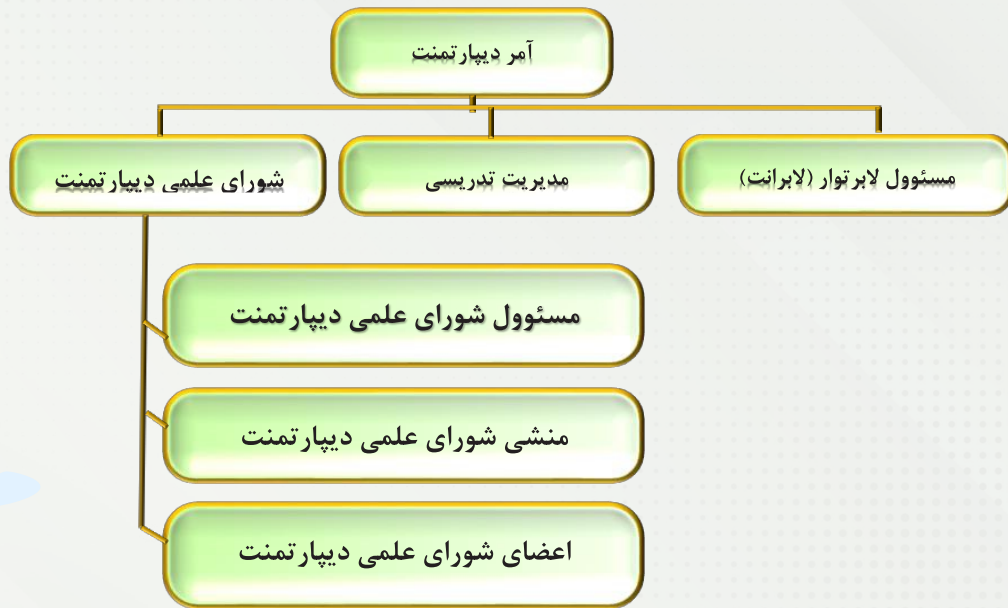 آمر دیپارتمنت
مسئوول لابرتوار (لابرانت)
مدیریت تدریسی
شورای علمی دیپارتمنت
مسئوول شورای علمی دیپارتمنت
منشی شورای علمی دیپارتمنت
اعضای شورای علمی دیپارتمنت